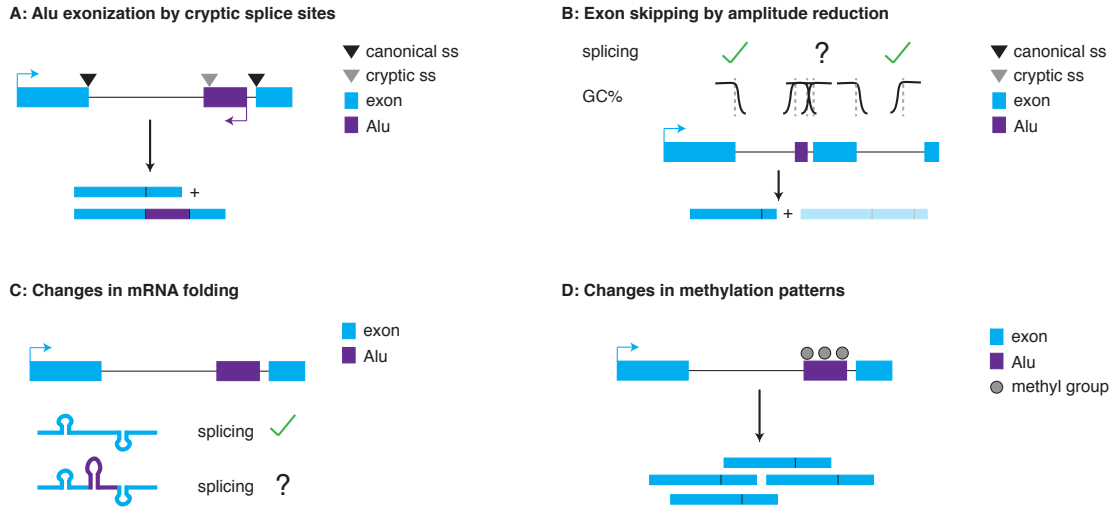 A: Alu exonization by cryptic splice sites
canonical ss
cryptic ss
exon
Alu
+
B: Exon skipping by amplitude reduction
splicing
?
GC%
canonical ss
cryptic ss
exon
Alu
+
C: Changes in mRNA folding
exon
Alu
splicing
splicing ?
D: Changes in methylation patterns
exon
Alu
methyl group